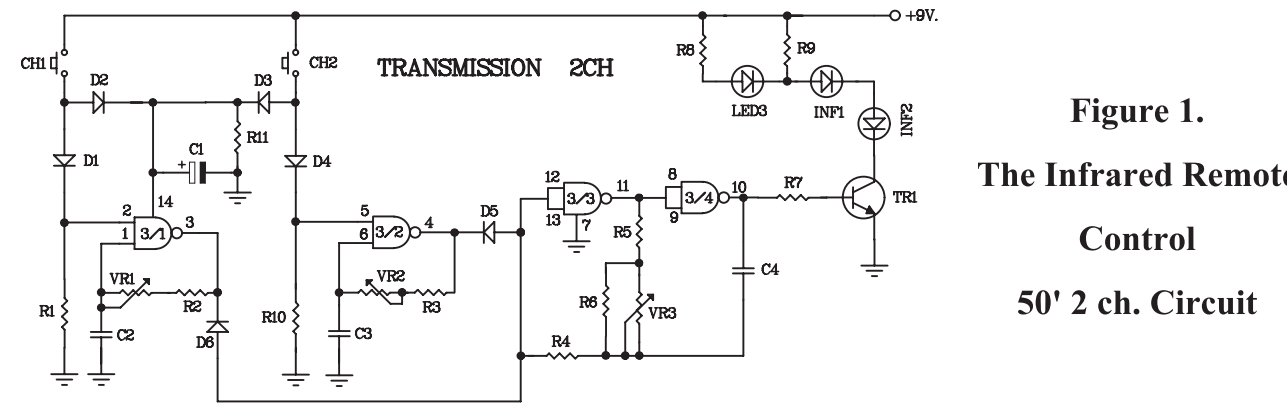 +9V.
CH1
CH2
TRANSMISSION 2CH
R8
R9
D2
D3
LED3
INF1
INF2
R11
C1
+
D1
D4
14
2
1
3/1
3
5
6
3/2
4
D5
12
13
3/3
11
7
8
9
3/4
10
R7
TR1
R5
VR1
R2
VR2
R3
R6
VR3
C4
R1
C2
D6
R10
C3
R4
Figure 1.
The Infrared Remote
Control
50' 2 ch. Circuit